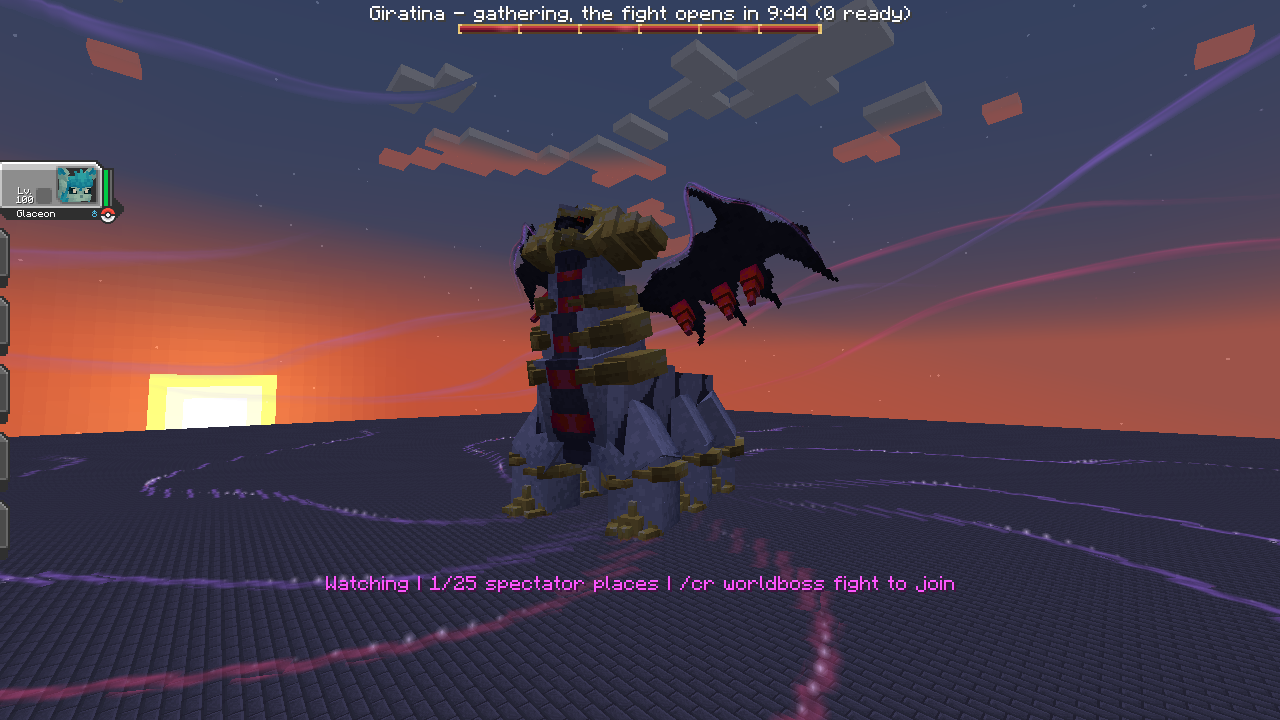 Giratina – gathering, the fight opens in 9:44 (0 ready)
Lv.
100
Glaceon
Watching | 1/25 spectator places | /cr worldboss fight to join